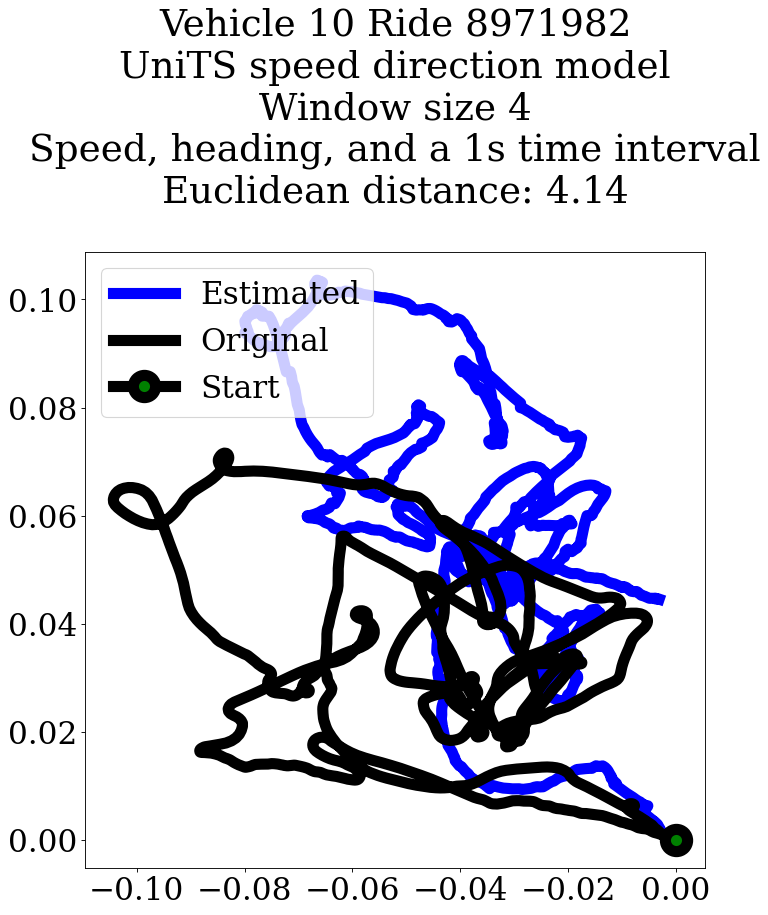 Vehicle 10 Ride 8971982
UniTS speed direction model
Window size 4
Speed, heading, and a 1s time interval
Euclidean distance: 4.14
Estimated
Original
Start
0.10
0.08
0.06
0.04
0.02
0.00
−0.10 −0.08 −0.06 −0.04 −0.02 0.00